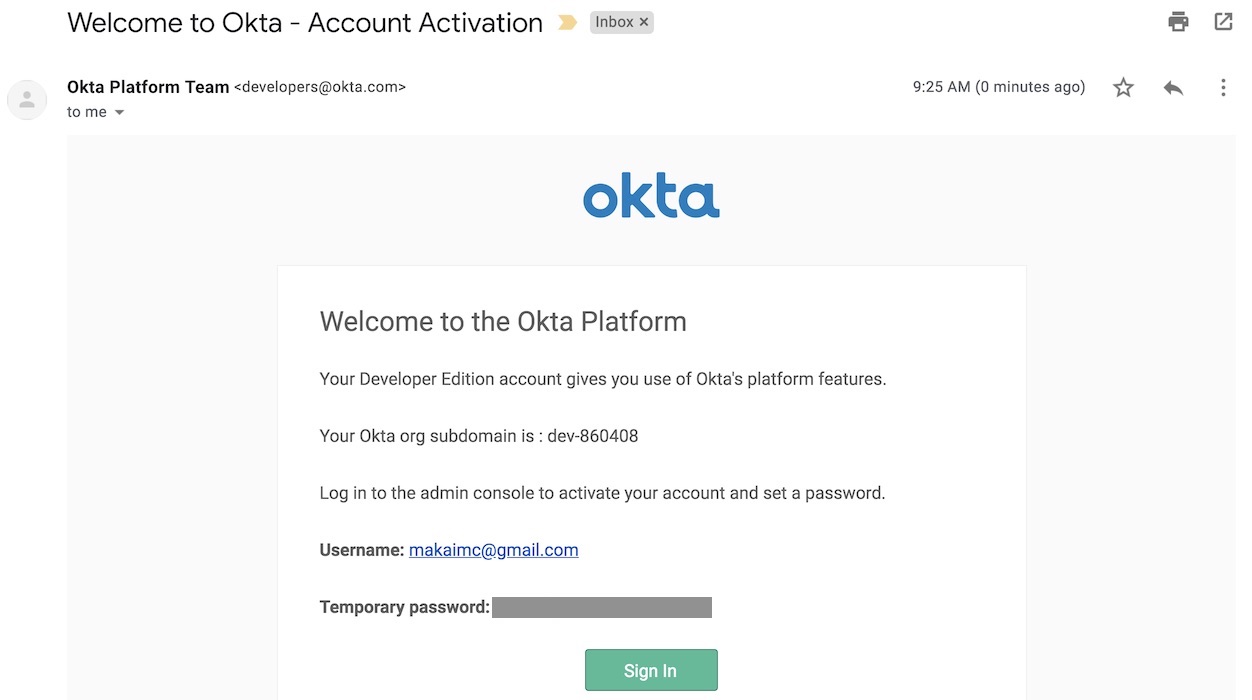 Welcome to Okta - Account Activation Inbox ×
Okta Platform Team <developers@okta.com> 9:25 AM (0 minutes ago)
to me
okta
Welcome to the Okta Platform
Your Developer Edition account gives you use of Okta's platform features.
Your Okta org subdomain is : dev-860408
Log in to the admin console to activate your account and set a password.
Username: makaimc@gmail.com
Temporary password:
Sign In